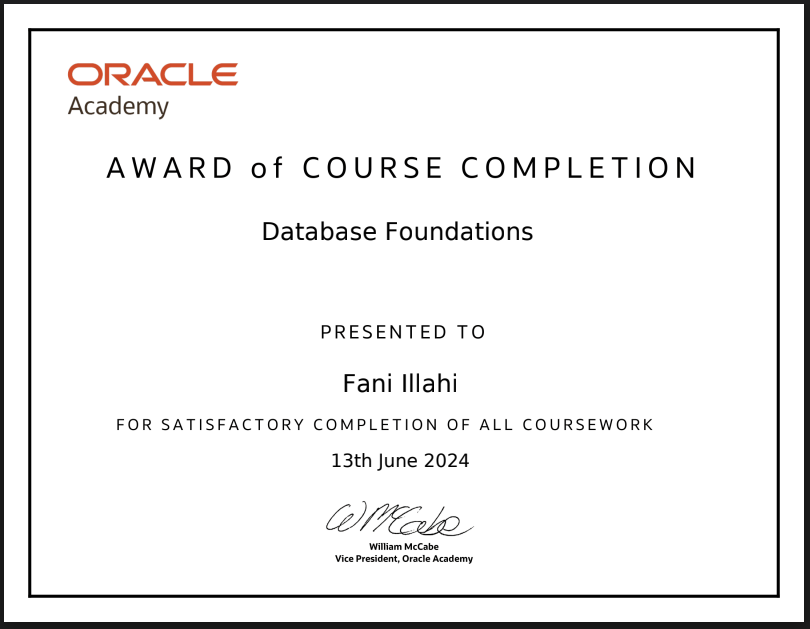 ORACLE
Academy
AWARD of COURSE COMPLETION
Database Foundations
PRESENTED TO
Fani Illahi
FOR SATISFACTORY COMPLETION OF ALL COURSEWORK
13th June 2024
W McCabe
William McCabe
Vice President, Oracle Academy